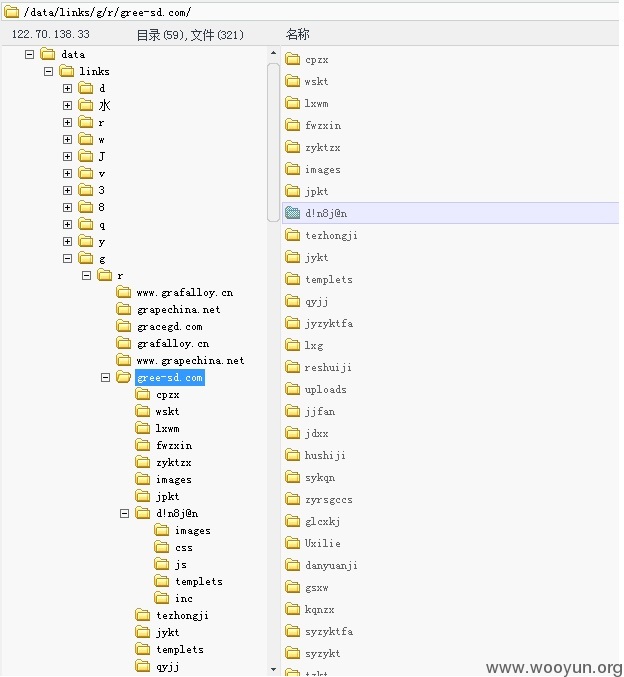 /data/links/g/r/gree-sd.com/
122.70.138.33 目录(59),文件(321)
data
links
d
水
r
w
J
v
3
8
q
y
g
r
www.grafalloy.cn
grapechina.net
gracegd.com
grafalloy.cn
www.grapechina.net
gree-sd.com
cpzx
wskt
lxwm
fwzxin
zyktzx
images
jpkt
d!n8j@n
images
css
js
templets
inc
tezhongji
jykt
templets
qyjj
名称
cpzx
wskt
lxwm
fwzxin
zyktzx
images
jpkt
d!n8j@n
tezhongji
jykt
templets
qyjj
jyzyktfa
lxg
reshuiji
uploads
jjfan
jdxx
hushiji
sykqn
zyrsgccs
glcxkj
Uxilie
danyuanji
gsxw
kqnzx
syzyktfa
syzykt
www.wooyun.org